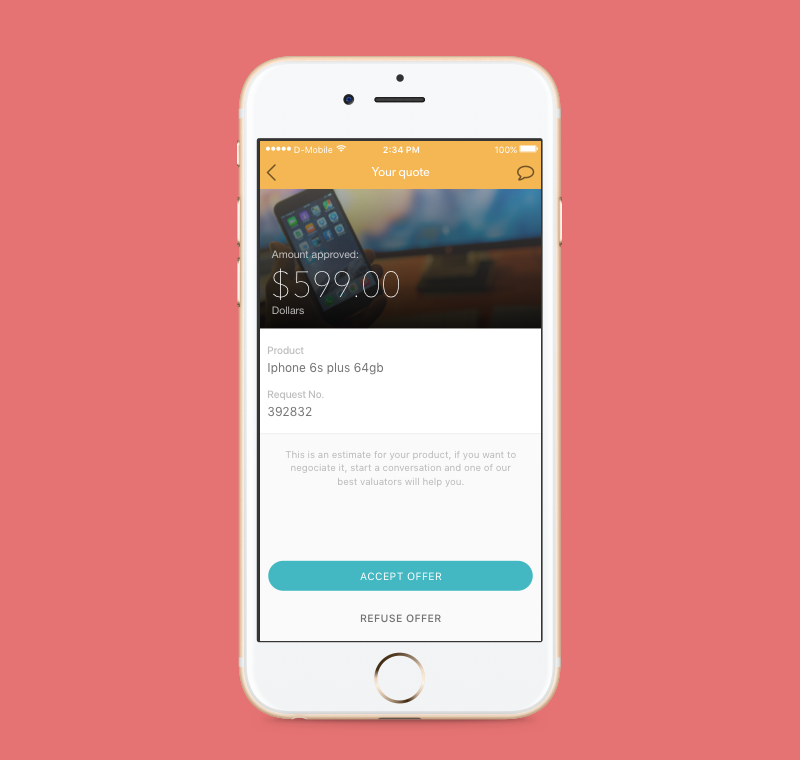 D-Mobile 2:34 PM 100%
Your quote
Amount approved:
$599.00
Dollars
Product
Iphone 6s plus 64gb
Request No.
392832
This is an estimate for your product, if you want to
negociate it, start a conversation and one of our
best valuators will help you.
ACCEPT OFFER
REFUSE OFFER